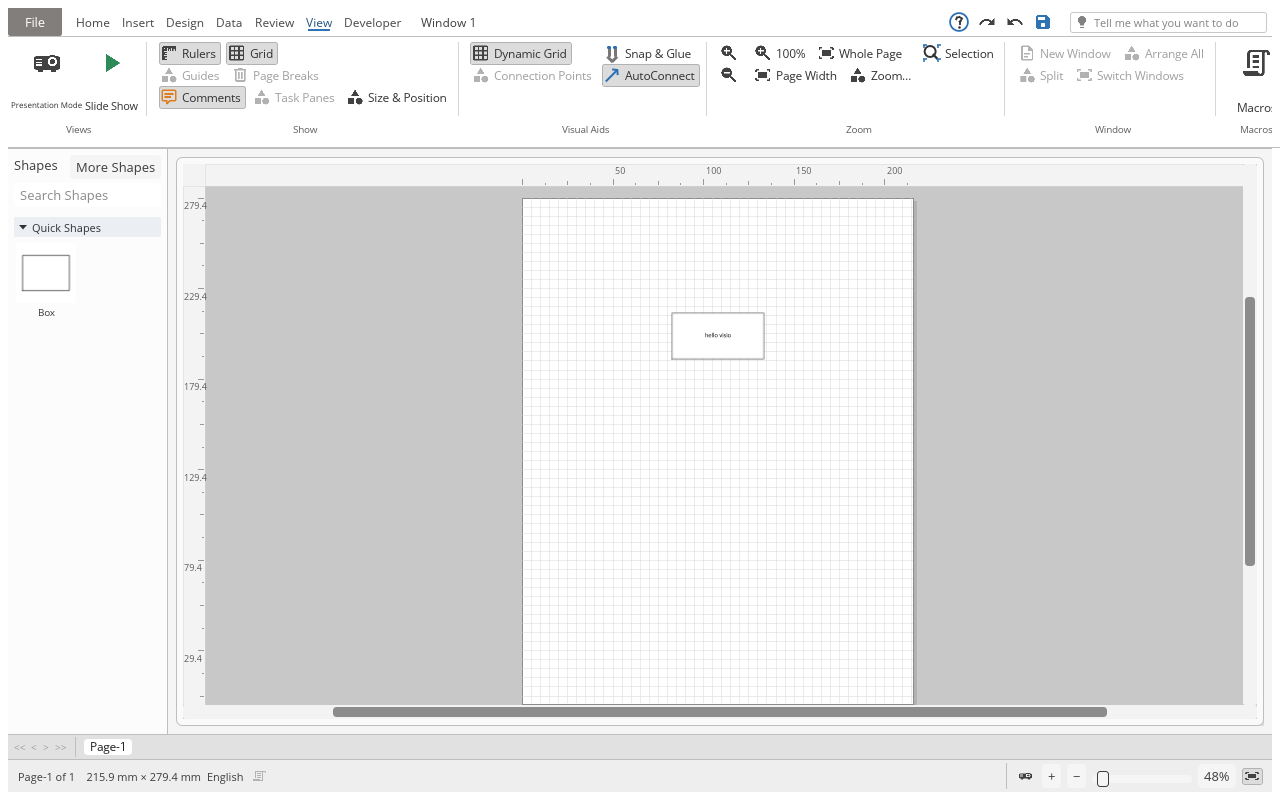 File Home Insert Design Data Review View Developer Window 1 Tell me what you want to do
Rulers Grid Dynamic Grid Snap & Glue 100% Whole Page Selection New Window Arrange All
Guides Page Breaks Connection Points AutoConnect Page Width Zoom... Split Switch Windows
Presentation Mode Slide Show Comments Task Panes Size & Position Macros
Views Show Visual Aids Zoom Window Macros
Shapes More Shapes
Search Shapes
Quick Shapes
Box
50 100 150 200
279.4
229.4
hello visio
179.4
129.4
79.4
29.4
<< < > >> Page-1
Page-1 of 1 215.9 mm × 279.4 mm English + − 48%